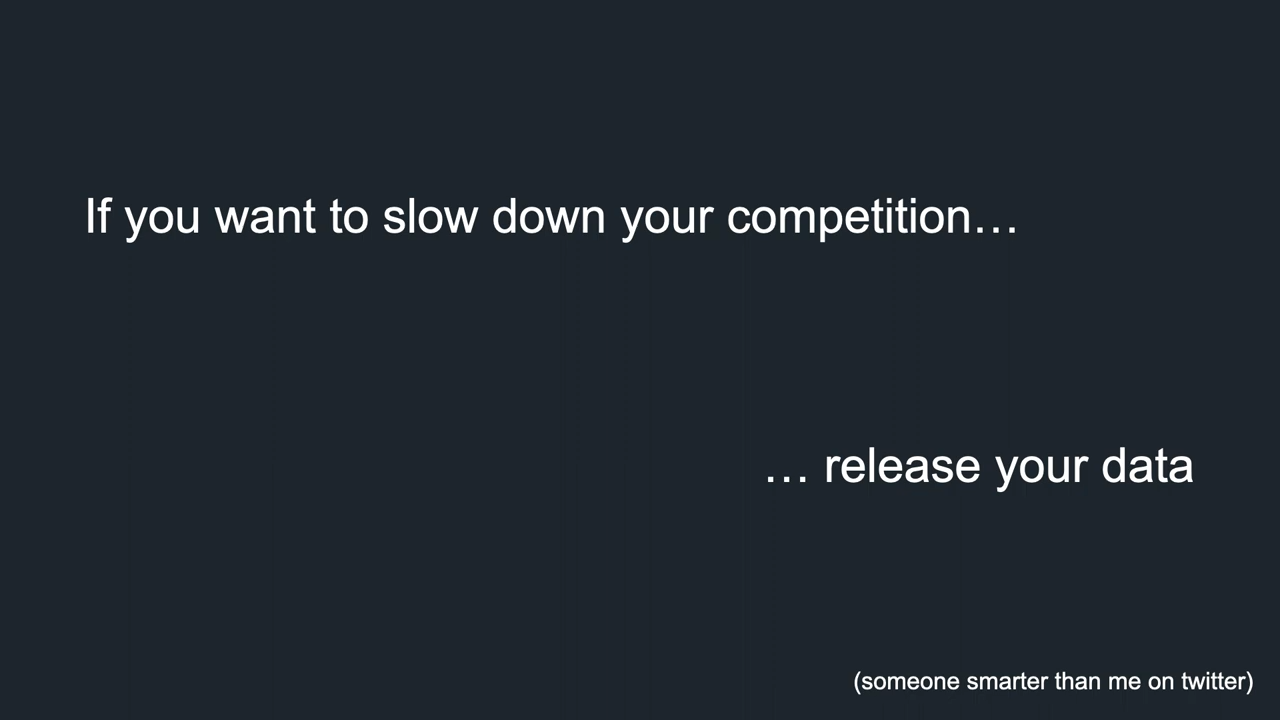 If you want to slow down your competition…
… release your data
(someone smarter than me on twitter)